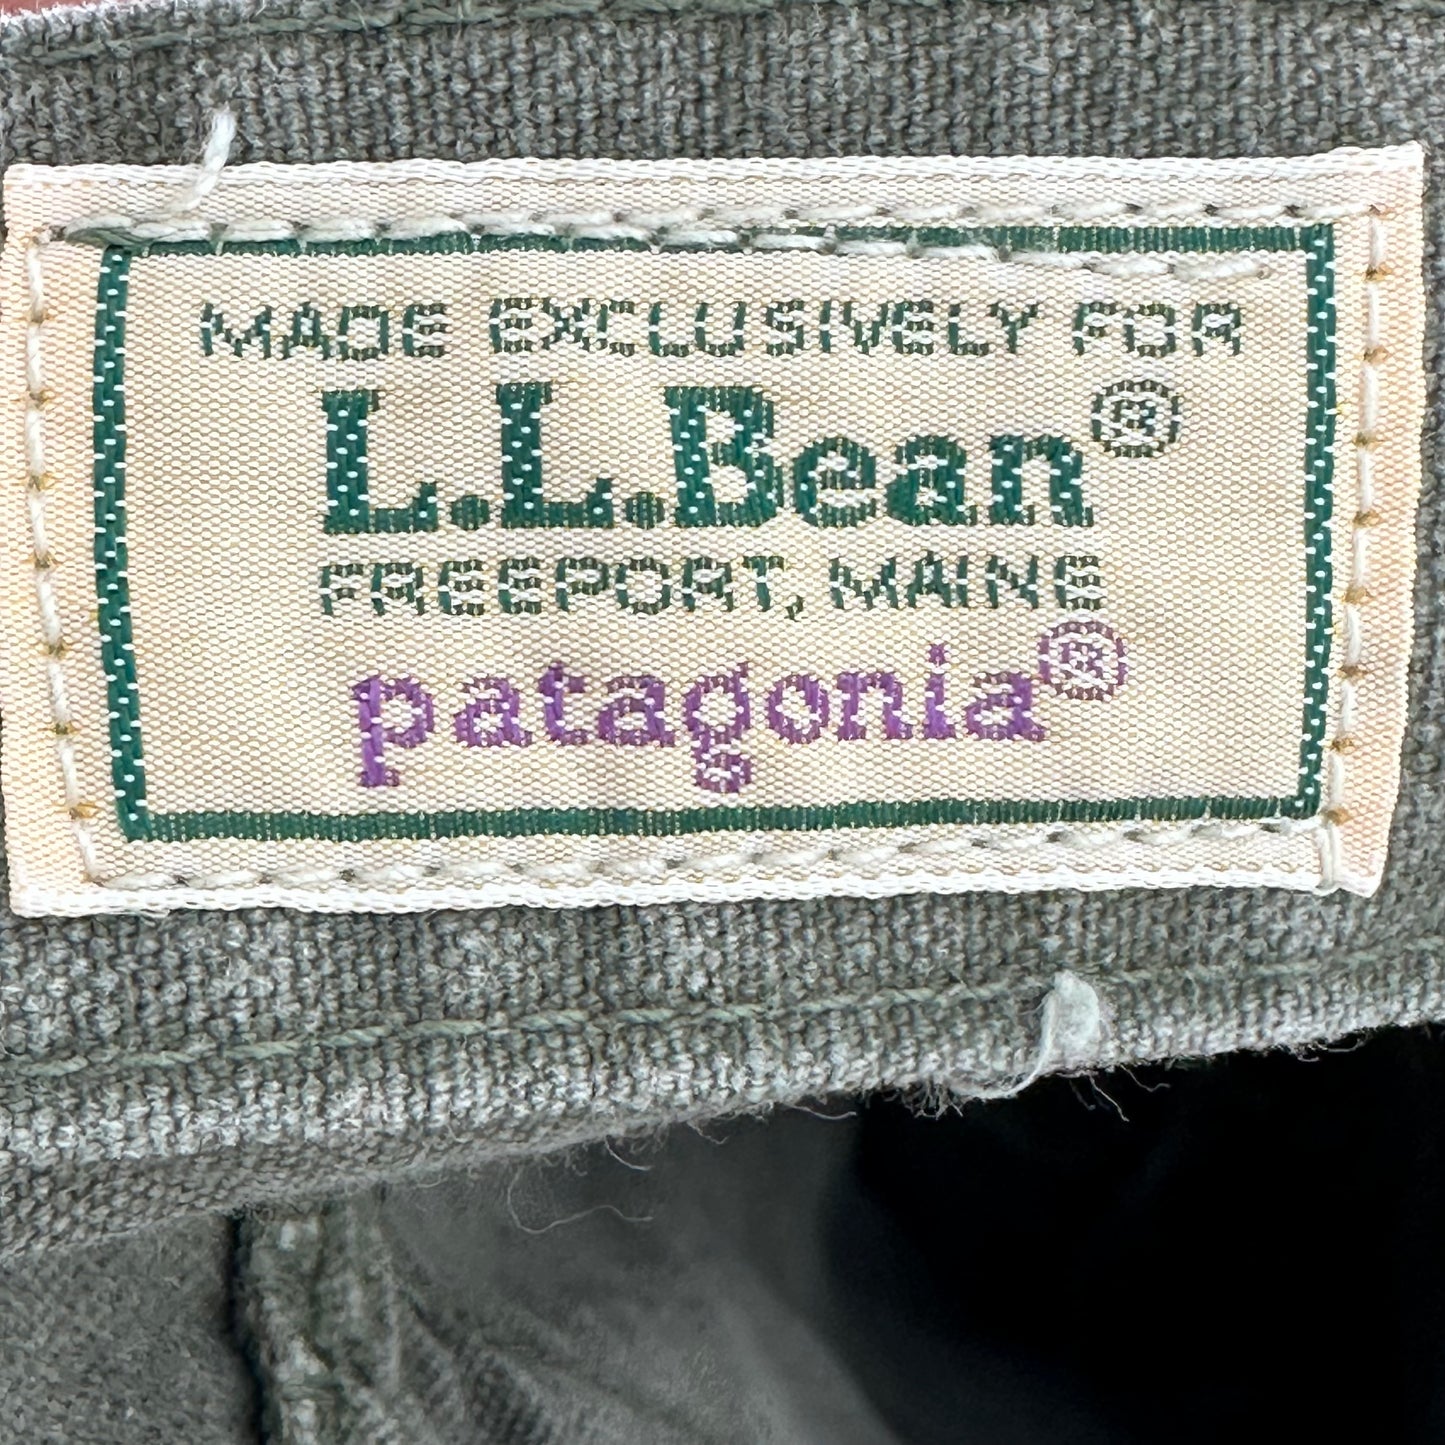 MADE EXCLUSIVELY FOR
L.L.Bean®
FREEPORT, MAINE
patagonia®